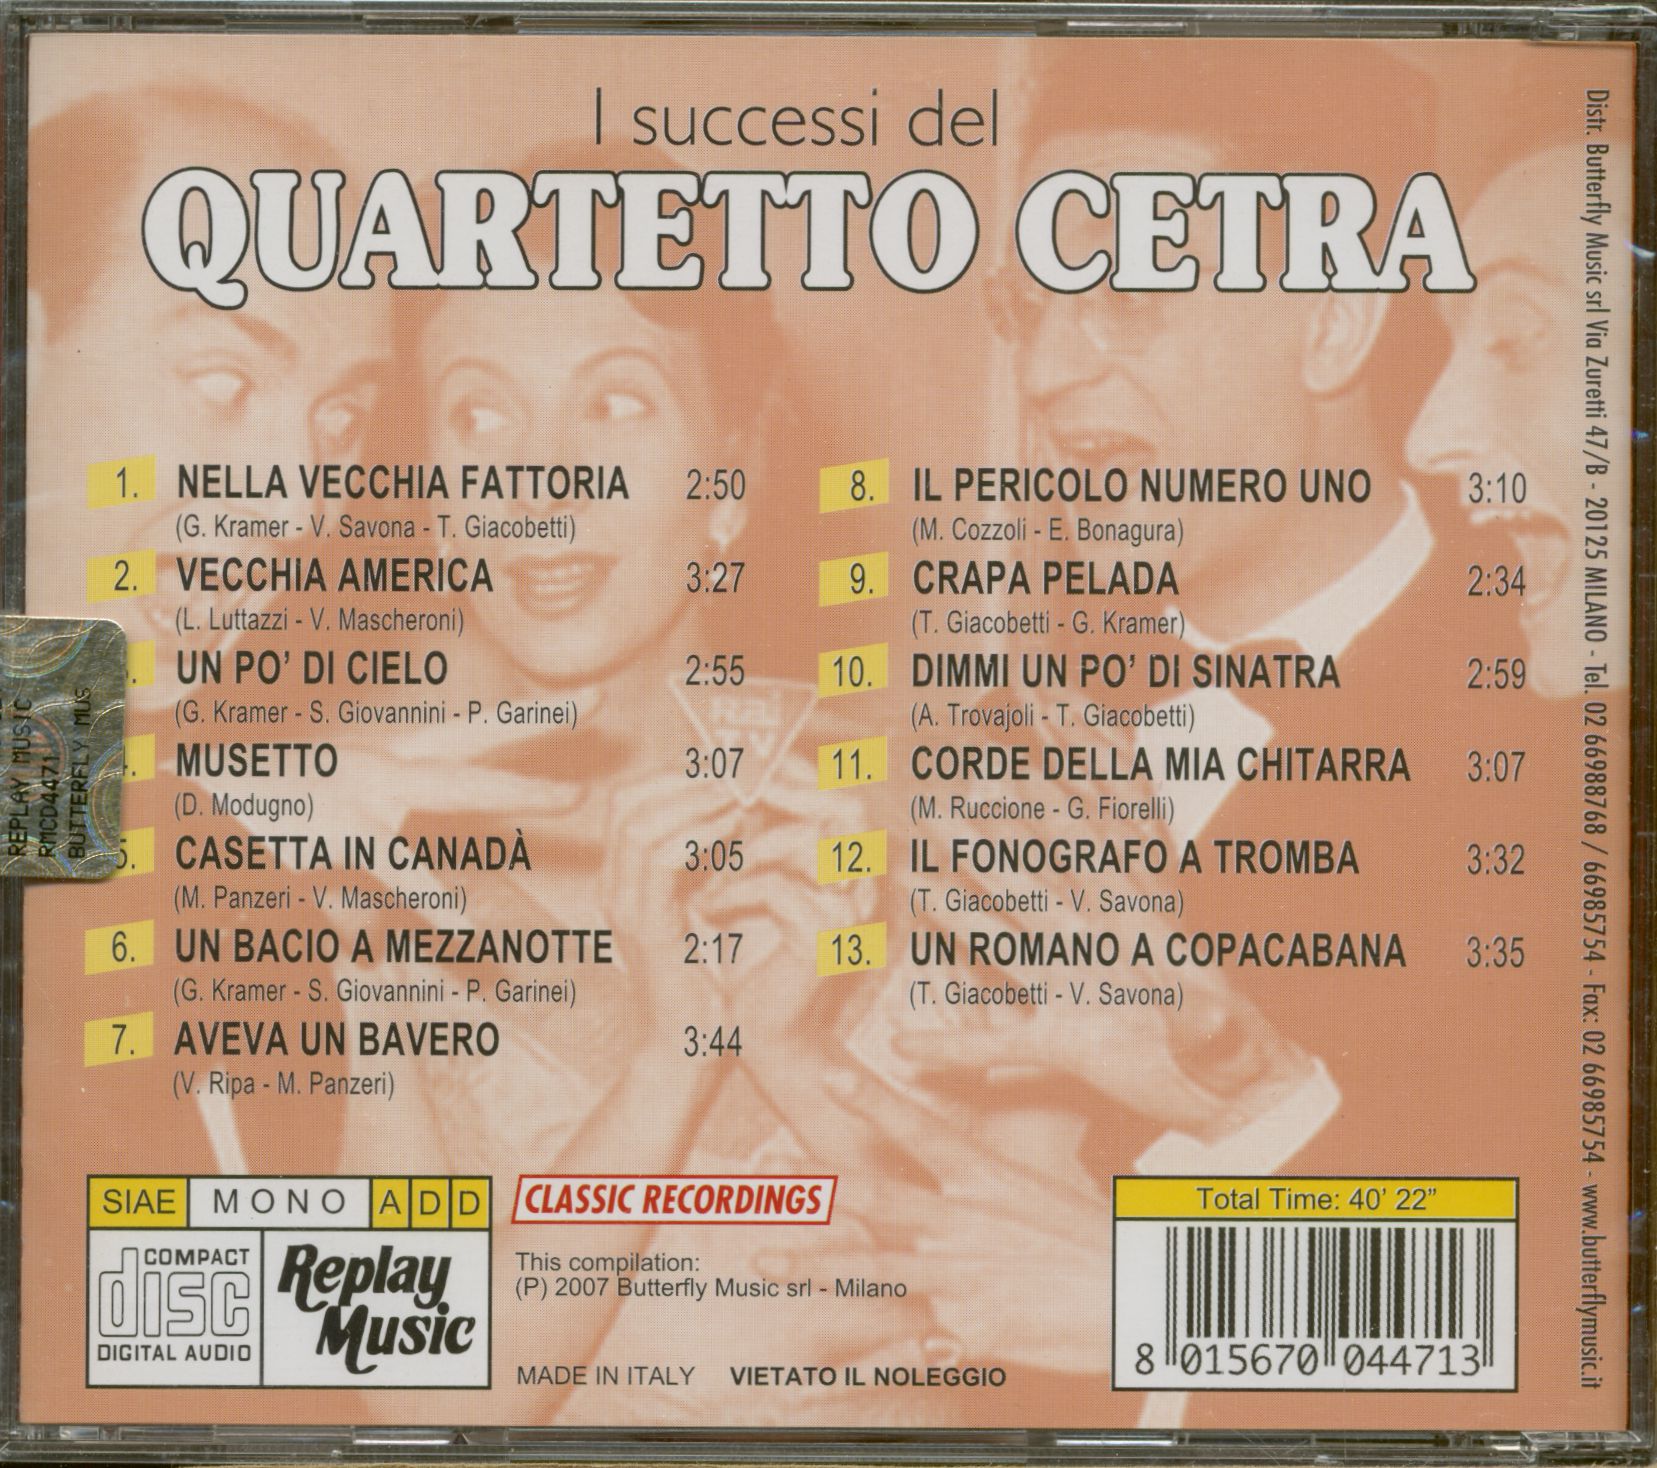 I successi del
QUARTETTO CETRA
1. NELLA VECCHIA FATTORIA 2:50
(G. Kramer - V. Savona - T. Giacobetti)
2. VECCHIA AMERICA 3:27
(L. Luttazzi - V. Mascheroni)
UN PO' DI CIELO 2:55
(G. Kramer - S. Giovannini - P. Garinei)
MUSETTO 3:07
(D. Modugno)
5. CASETTA IN CANADÀ 3:05
(M. Panzeri - V. Mascheroni)
6. UN BACIO A MEZZANOTTE 2:17
(G. Kramer - S. Giovannini - P. Garinei)
7. AVEVA UN BAVERO 3:44
(V. Ripa - M. Panzeri)
8. IL PERICOLO NUMERO UNO 3:10
(M. Cozzoli - E. Bonagura)
9. CRAPA PELADA 2:34
(T. Giacobetti - G. Kramer)
10. DIMMI UN PO' DI SINATRA 2:59
(A. Trovajoli - T. Giacobetti)
11. CORDE DELLA MIA CHITARRA 3:07
(M. Ruccione - G. Fiorelli)
12. IL FONOGRAFO A TROMBA 3:32
(T. Giacobetti - V. Savona)
13. UN ROMANO A COPACABANA 3:35
(T. Giacobetti - V. Savona)
REPLAY MUSIC
RMCD4471
BUTTERFLY MUS
SIAE MONO A D D
COMPACT
disc
DIGITAL AUDIO
Replay
Music
CLASSIC RECORDINGS
This compilation:
(P) 2007 Butterfly Music srl - Milano
MADE IN ITALY VIETATO IL NOLEGGIO
Total Time: 40' 22”
8 015670 044713
Distr. Butterfly Music srl Via Zuretti 47/B - 20125 MILANO - Tel. 02 66988768 / 66985754 - Fax: 02 66985754 - www.butterflymusic.it